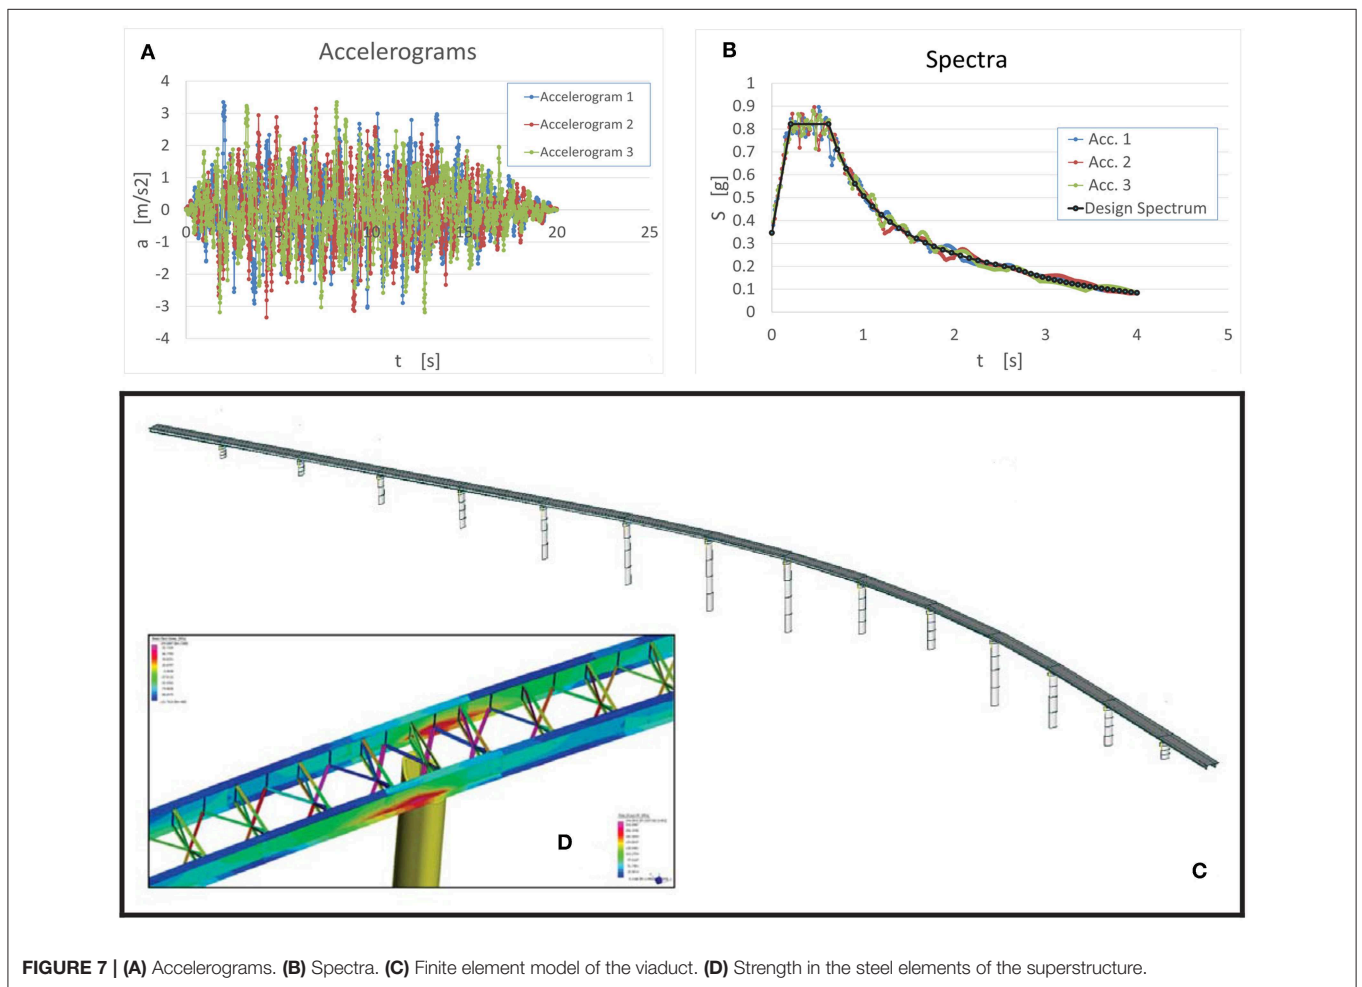 A
Accelerograms
4
3
2
1
0
-1
-2
-3
-4
0
5
10
15
20
25
a [m/s2]
t [s]
Accelerogram 1
Accelerogram 2
Accelerogram 3
B
Spectra
1
0.9
0.8
0.7
0.6
0.5
0.4
0.3
0.2
0.1
0
0
1
2
3
4
5
S [g]
t [s]
Acc. 1
Acc. 2
Acc. 3
Design Spectrum
D
C
FIGURE 7 | (A) Accelerograms. (B) Spectra. (C) Finite element model of the viaduct. (D) Strength in the steel elements of the superstructure.